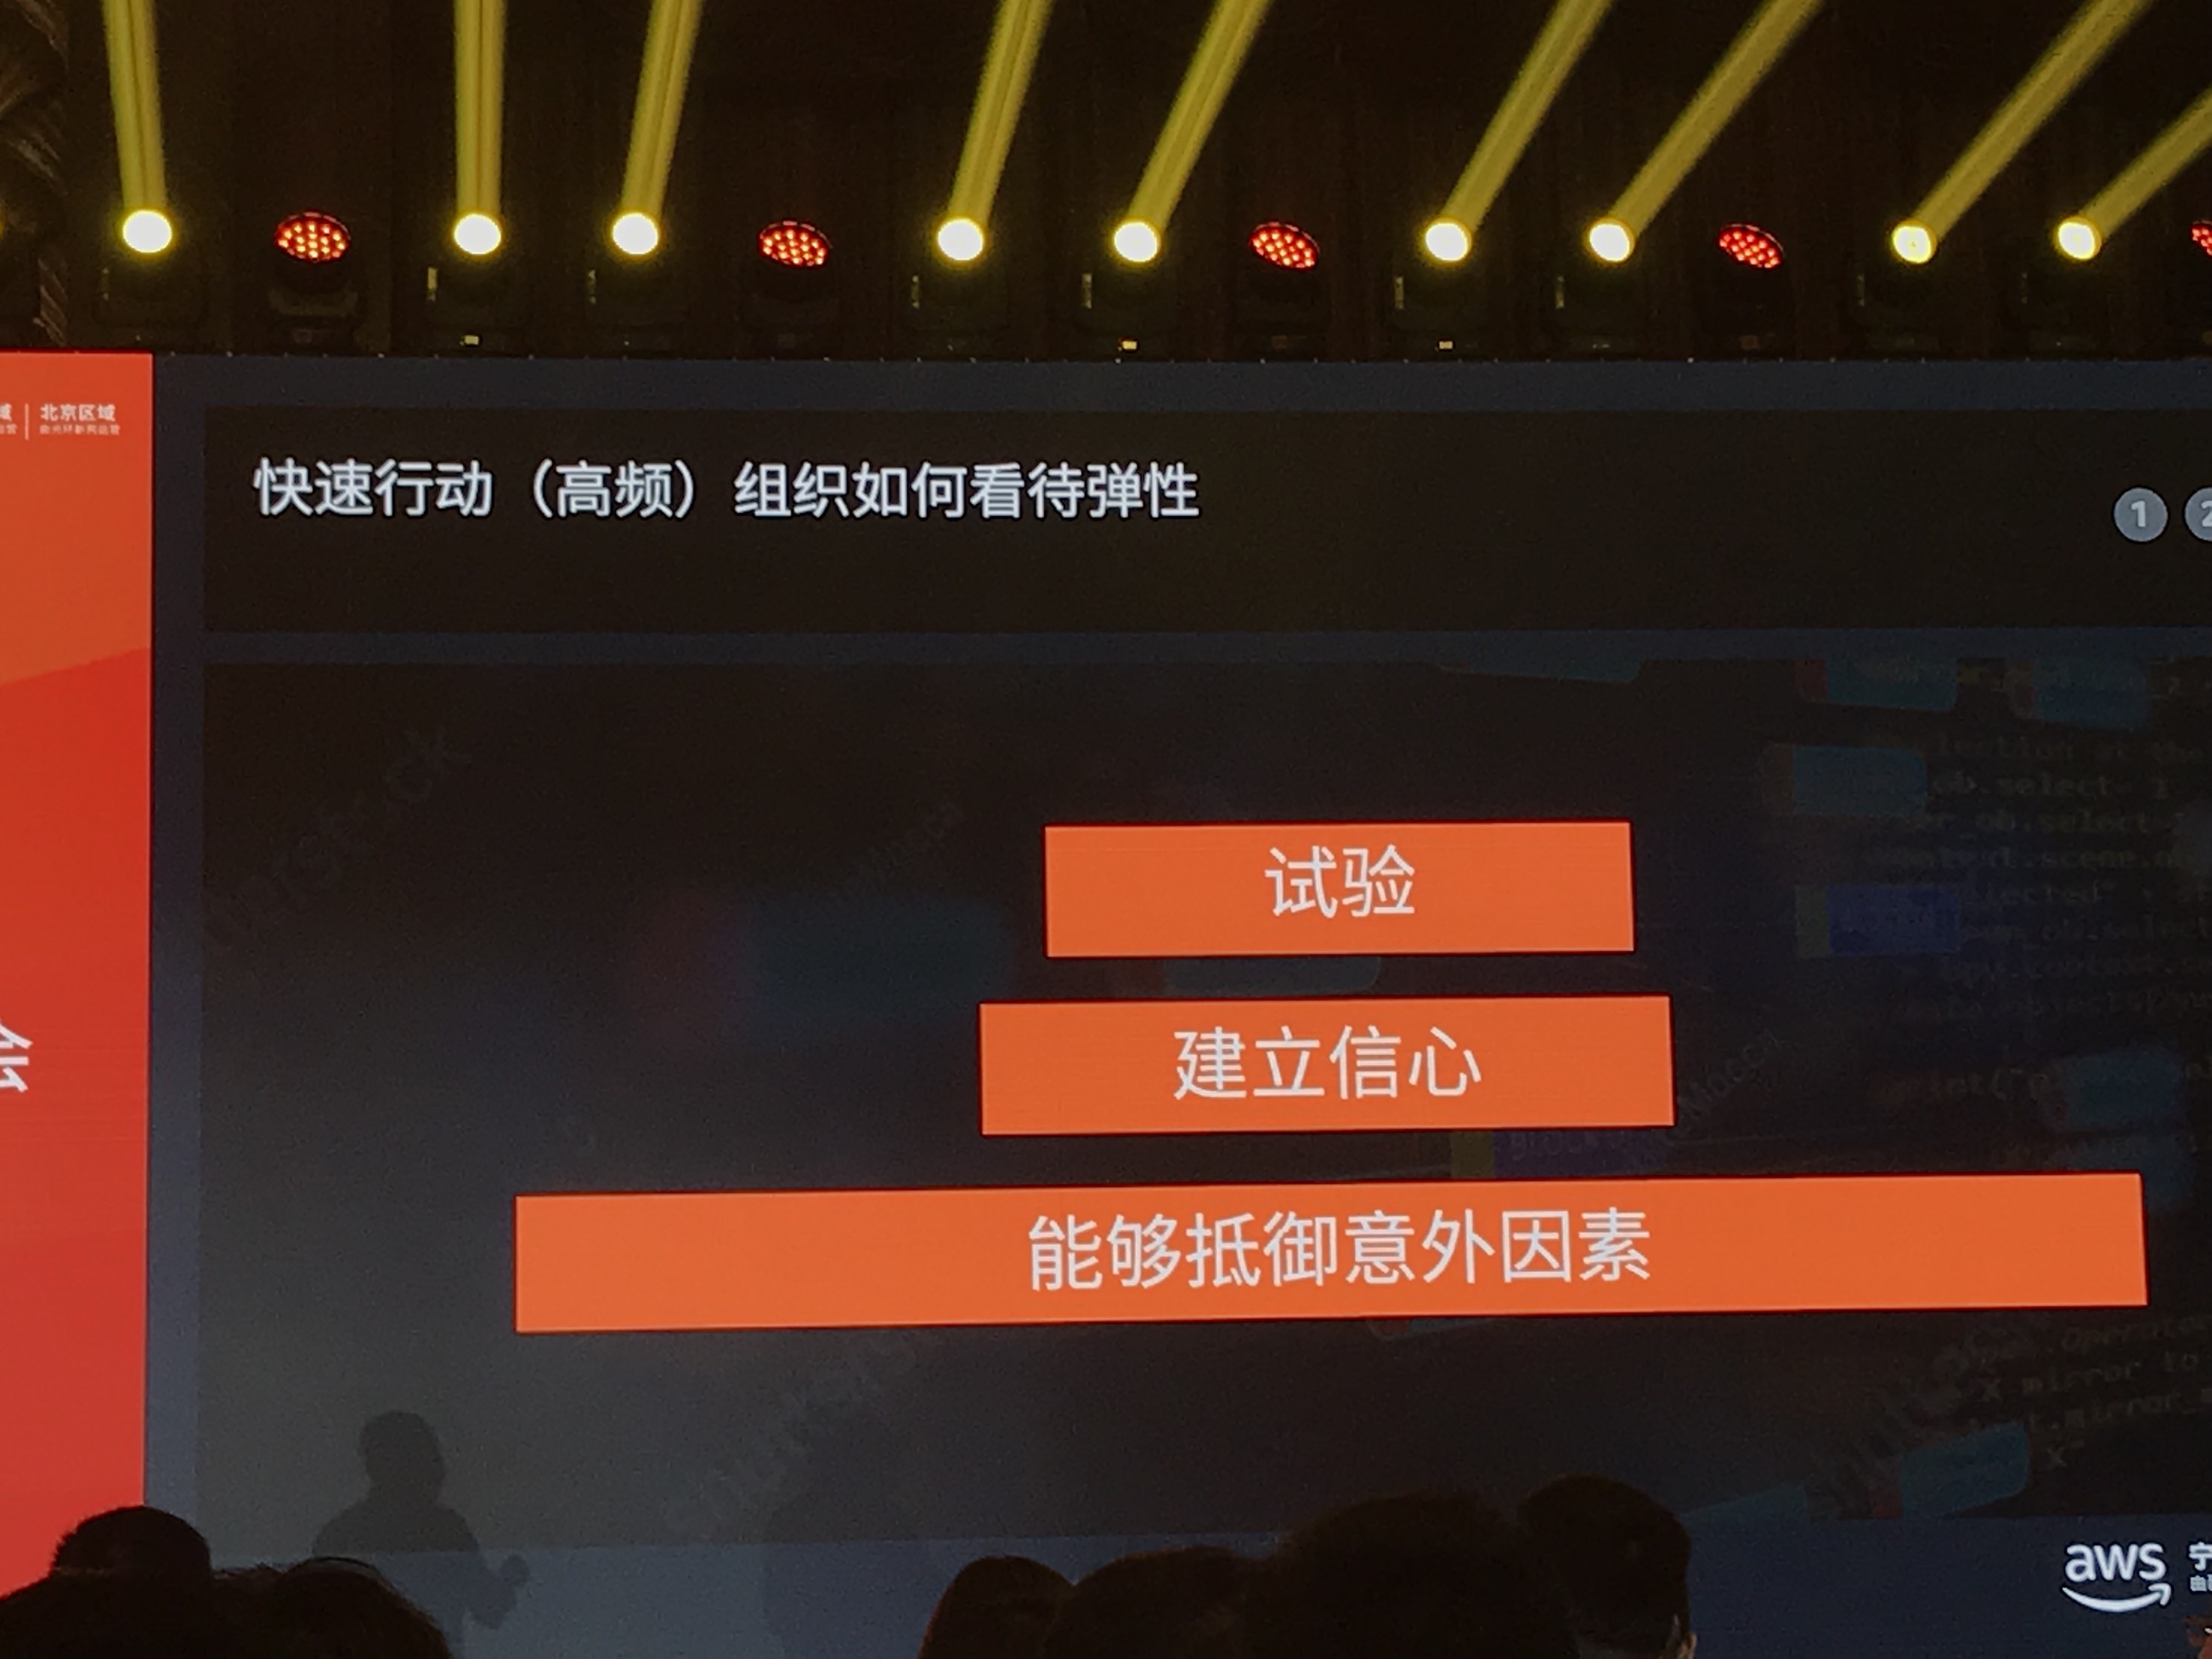 北京区域
快速行动（高频）组织如何看待弹性
1
2
试验
建立信心
能够抵御意外因素
会
aws